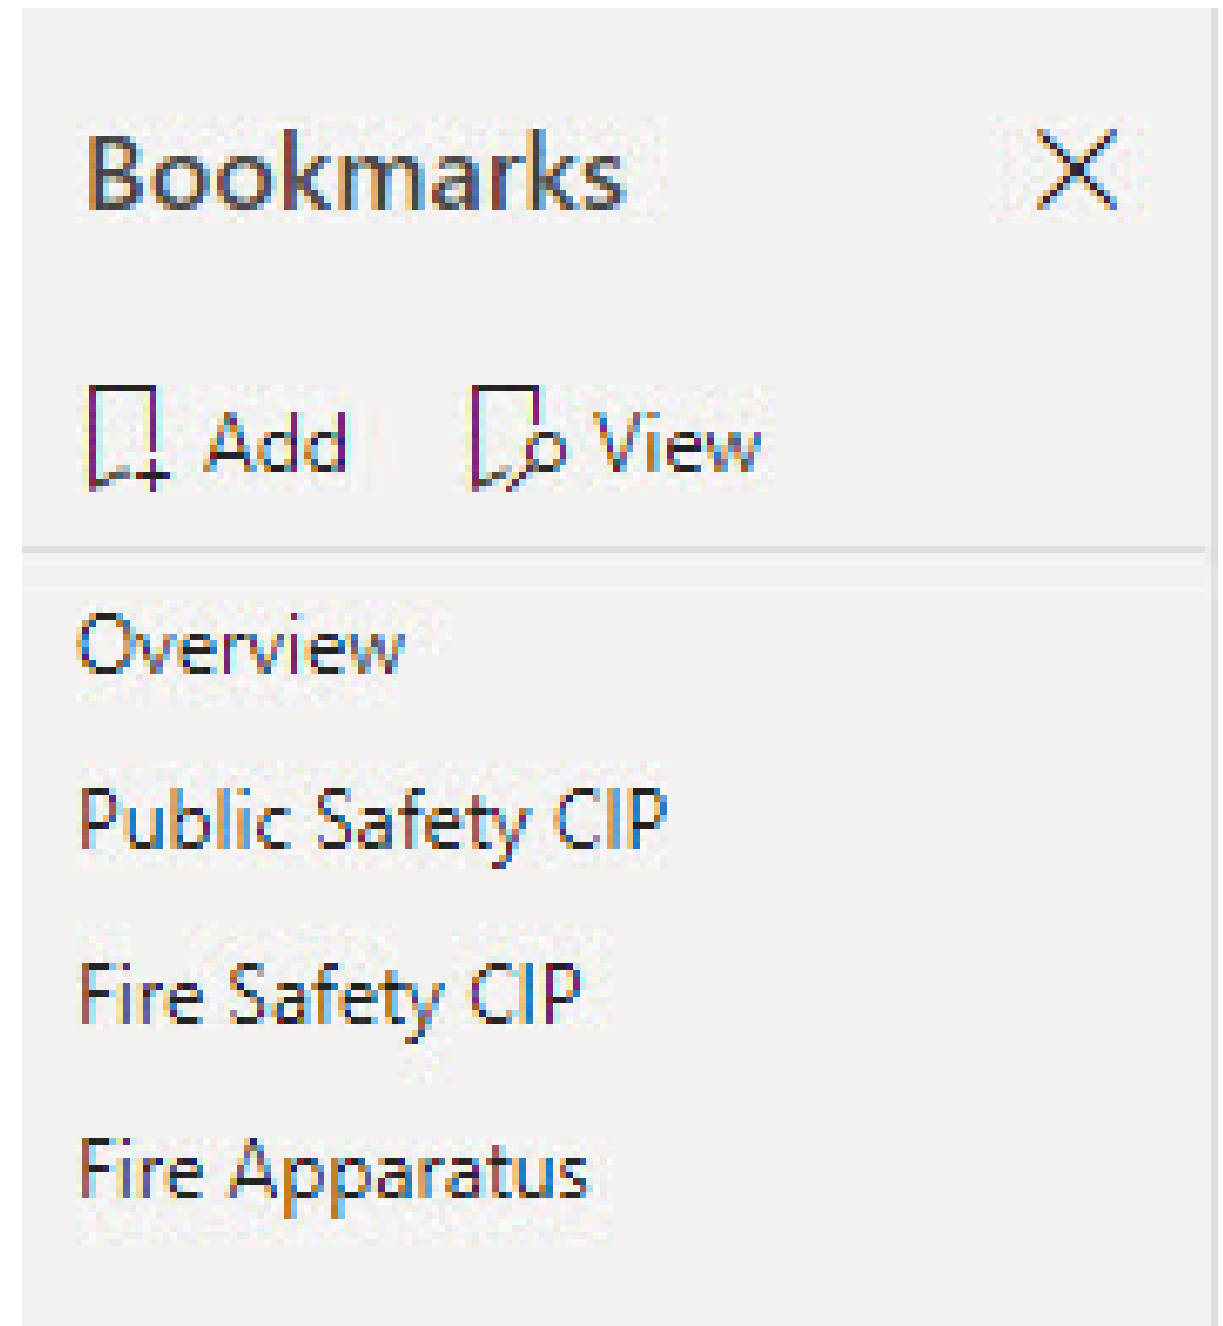 Bookmarks
Add View
Overview
Public Safety CIP
Fire Safety CIP
Fire Apparatus